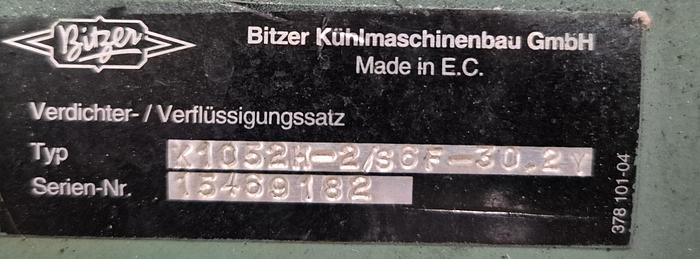 Bitzer
Bitzer Kühlmaschinenbau GmbH
Made in E.C.
Verdichter-/Verflüssigungssatz
Typ K1052H-2/S6F-30.2Y
Serien-Nr. 15469182
378 101-04